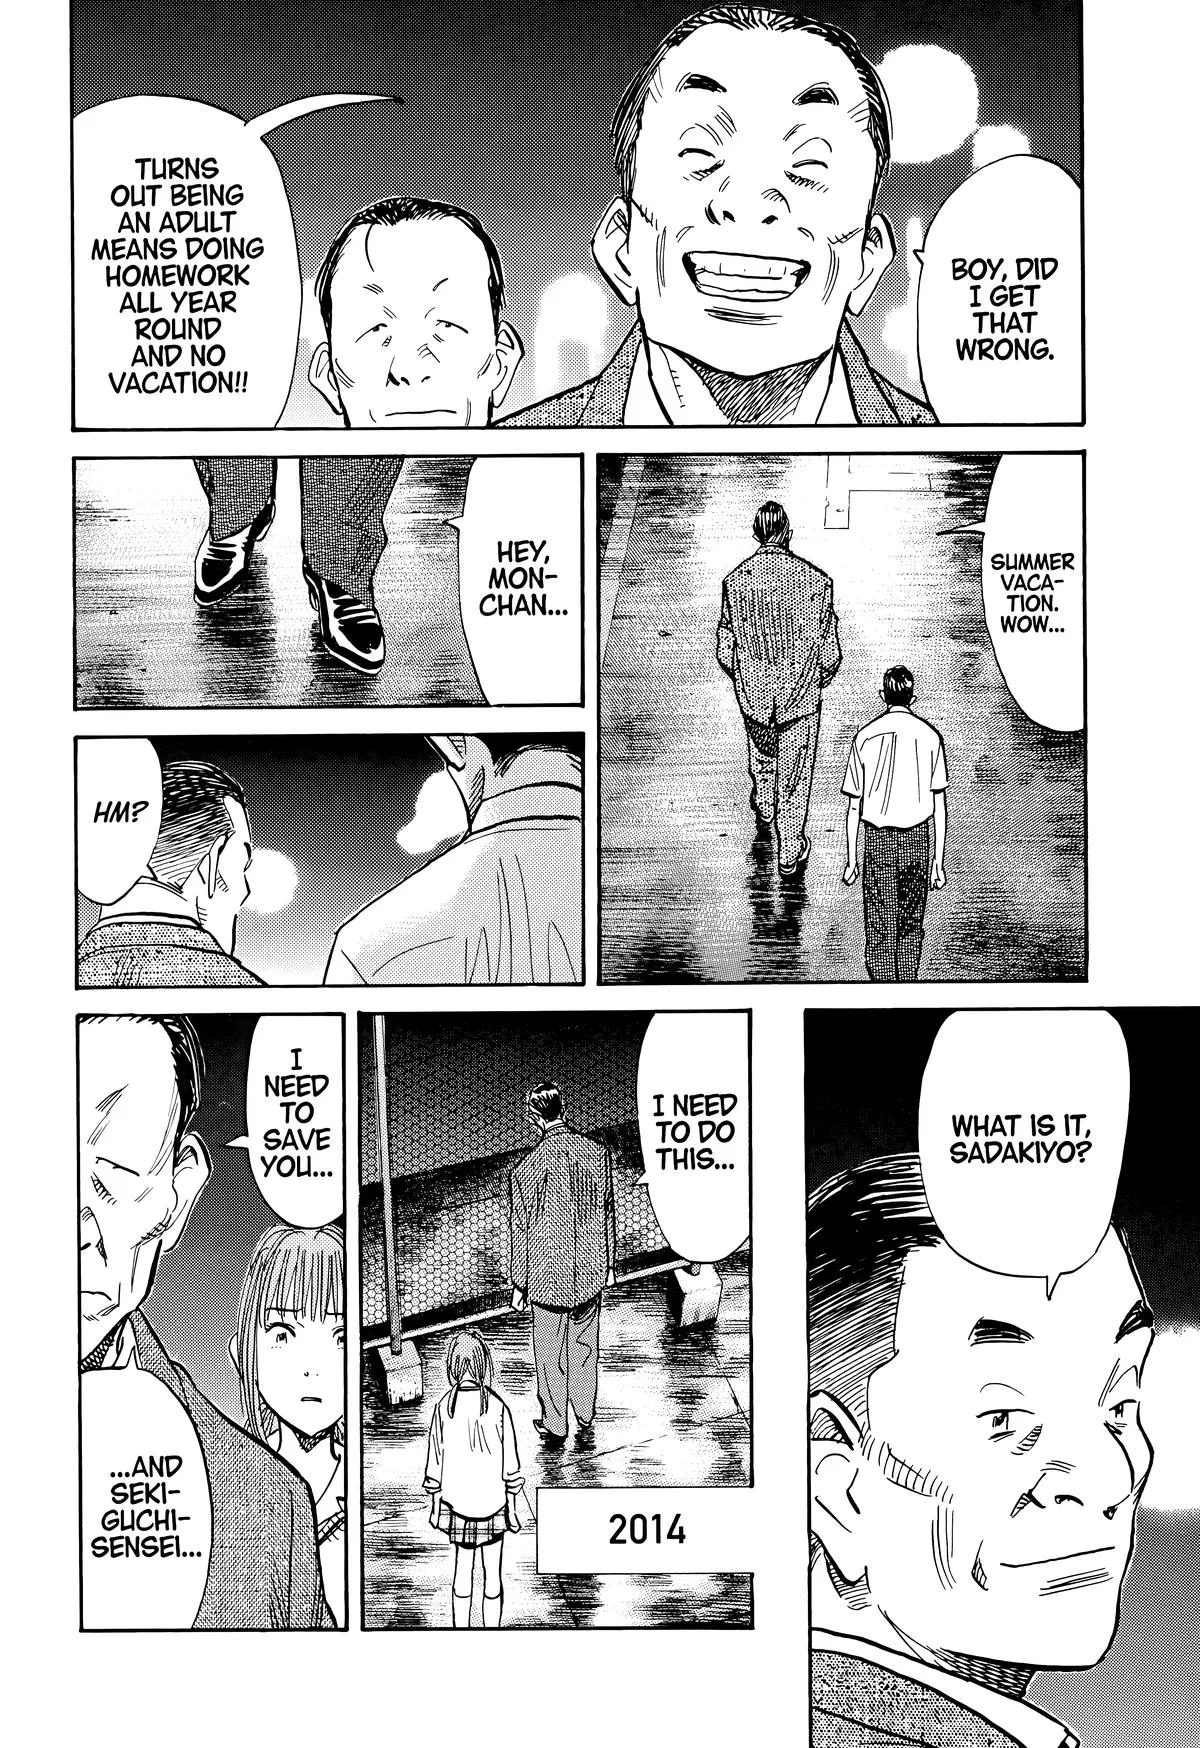 BOY, DID
I GET
THAT
WRONG.
TURNS
OUT BEING
AN ADULT
MEANS DOING
HOMEWORK
ALL YEAR
ROUND
AND NO
VACATION!!
SUMMER
VACA-
TION.
WOW...
HEY,
MON-
CHAN...
HM?
WHAT IS IT,
SADAKIYO?
I NEED
TO DO
THIS...
2014
I
NEED
TO
SAVE
YOU...
...AND
SEKI-
GUCHI-
SENSEI...